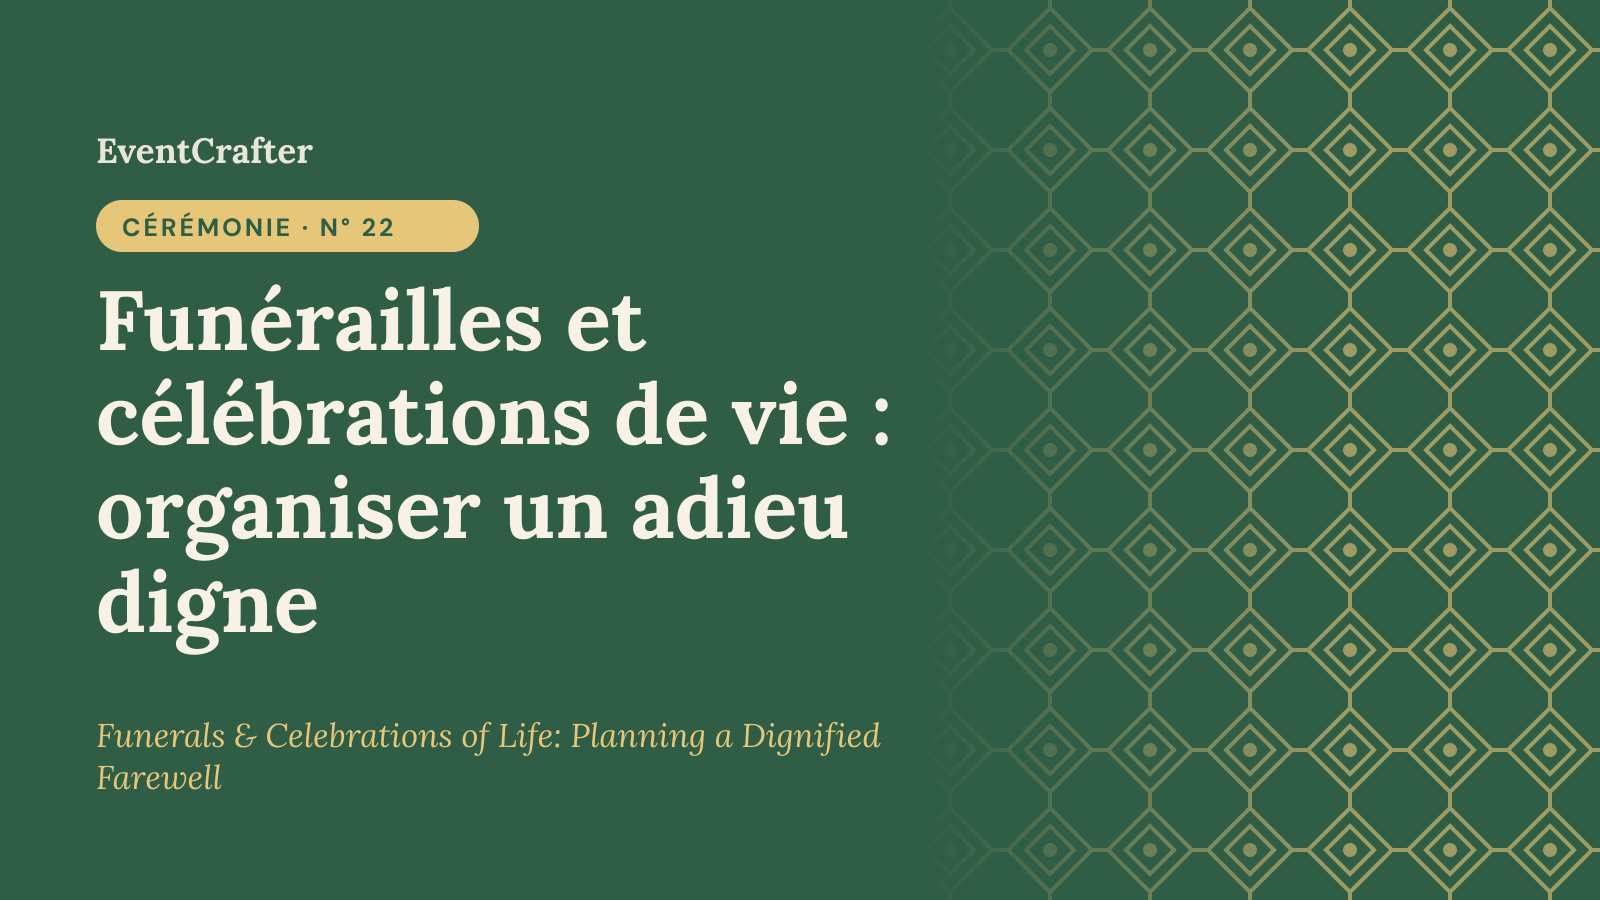 EventCrafter
CÉRÉMONIE · N° 22
Funérailles et
célébrations de vie :
organiser un adieu
digne
Funerals & Celebrations of Life: Planning a Dignified
Farewell